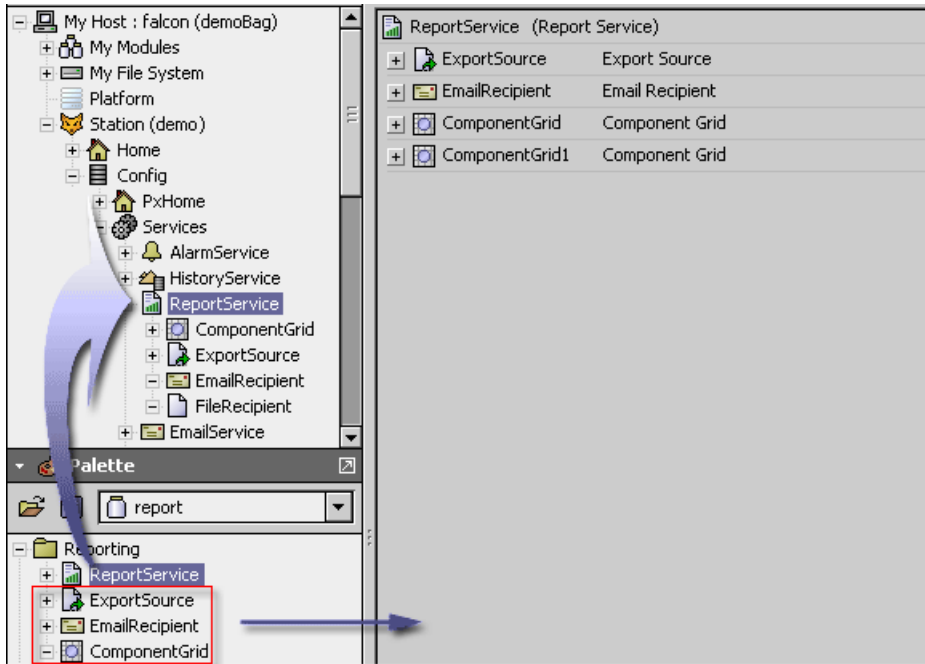 My Host : falcon (demoBag)
My Modules
My File System
Platform
Station (demo)
Home
Config
PxHome
Services
AlarmService
HistoryService
ReportService
ComponentGrid
ExportSource
EmailRecipient
FileRecipient
EmailService
Palette
report
Reporting
ReportService
ExportSource
EmailRecipient
ComponentGrid
ReportService (Report Service)
ExportSource Export Source
EmailRecipient Email Recipient
ComponentGrid Component Grid
ComponentGrid1 Component Grid